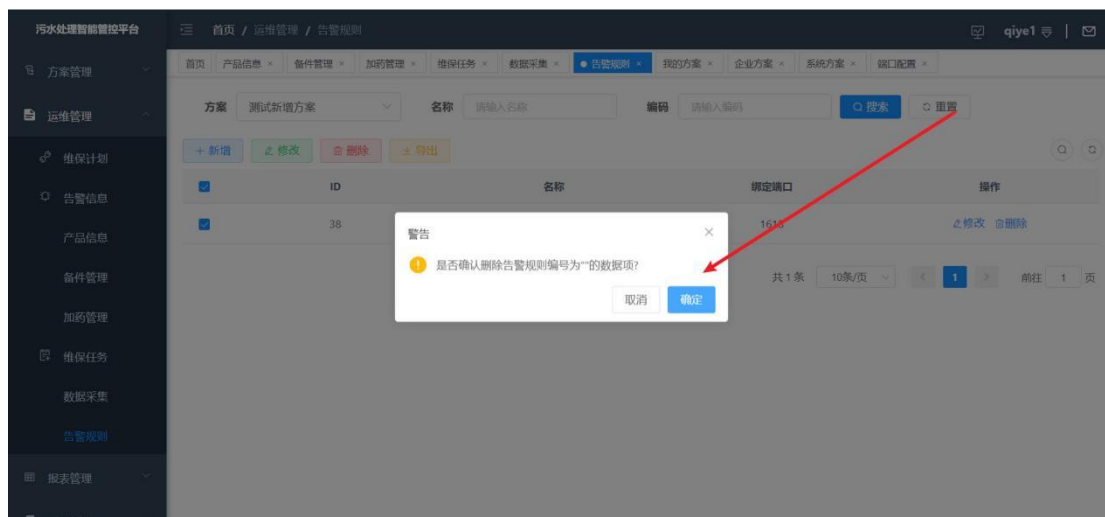 污水处理智能管控平台
首页 / 运维管理 / 告警规则
qiye1
方案管理
首页 产品信息 × 备件管理 × 加药管理 × 维保任务 × 数据采集 × 告警规则 × 我的方案 × 企业方案 × 系统方案 × 端口配置 ×
运维管理
方案 测试新增方案 名称 请输入名称 编码 请输入编码 搜索 重置
维保计划
+ 新增 修改 删除 导出
告警信息
ID 名称 绑定端口 操作
38 修改 删除
产品信息
警告 ×
是否确认删除告警规则编号为""的数据项?
备件管理
共 1 条 10条/页 < 1 > 前往 1 页
取消 确定
加药管理
维保任务
数据采集
告警规则
报表管理